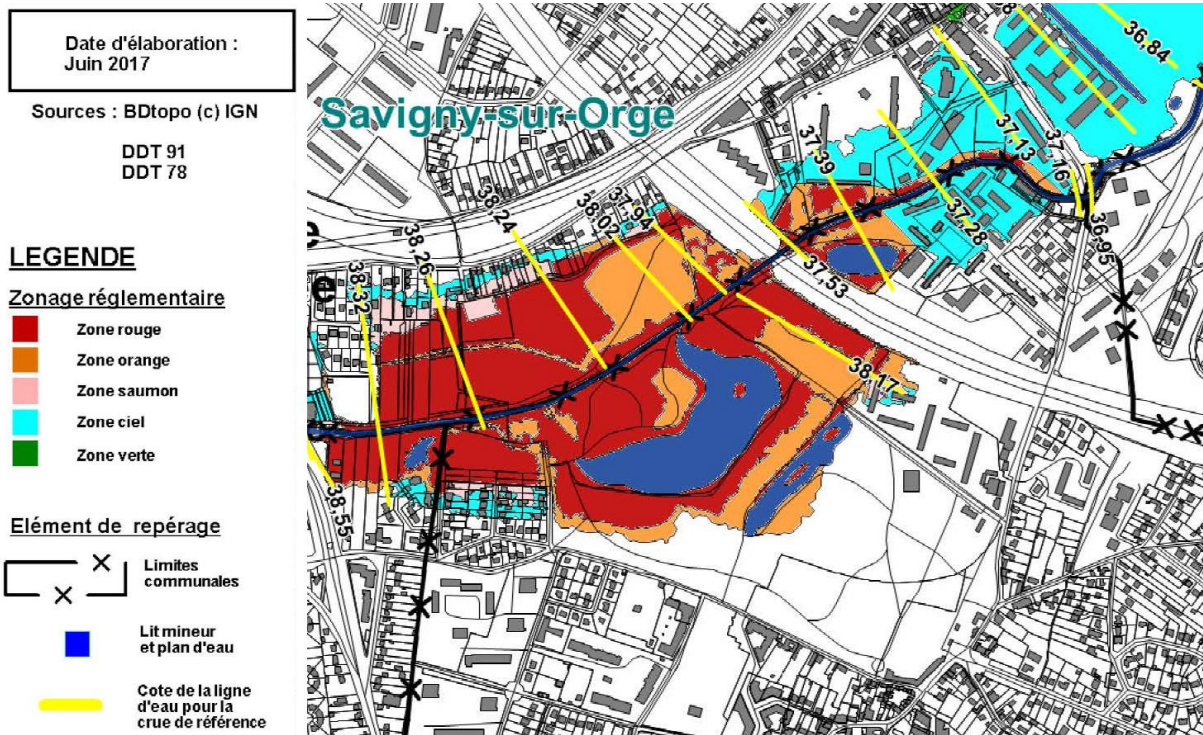 Date d'élaboration :
Juin 2017
Sources : BDtopo (c) IGN
DDT 91
DDT 78
LEGENDE
Zonage réglementaire
Zone rouge
Zone orange
Zone saumon
Zone ciel
Zone verte
Elément de repérage
Limites
communales
Lit mineur
et plan d'eau
Cote de la ligne
d'eau pour la
crue de référence
Savigny-sur-Orge
36,84
37,13
37,16
37,39
37,28
36,95
37,53
37,94
38,02
38,24
38,26
38,32
38,17
38,55
e
e